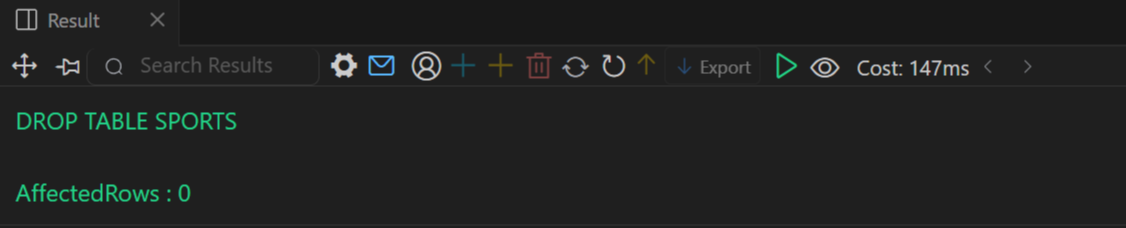 Result
Search Results
Export
Cost: 147ms
DROP TABLE SPORTS
AffectedRows : 0